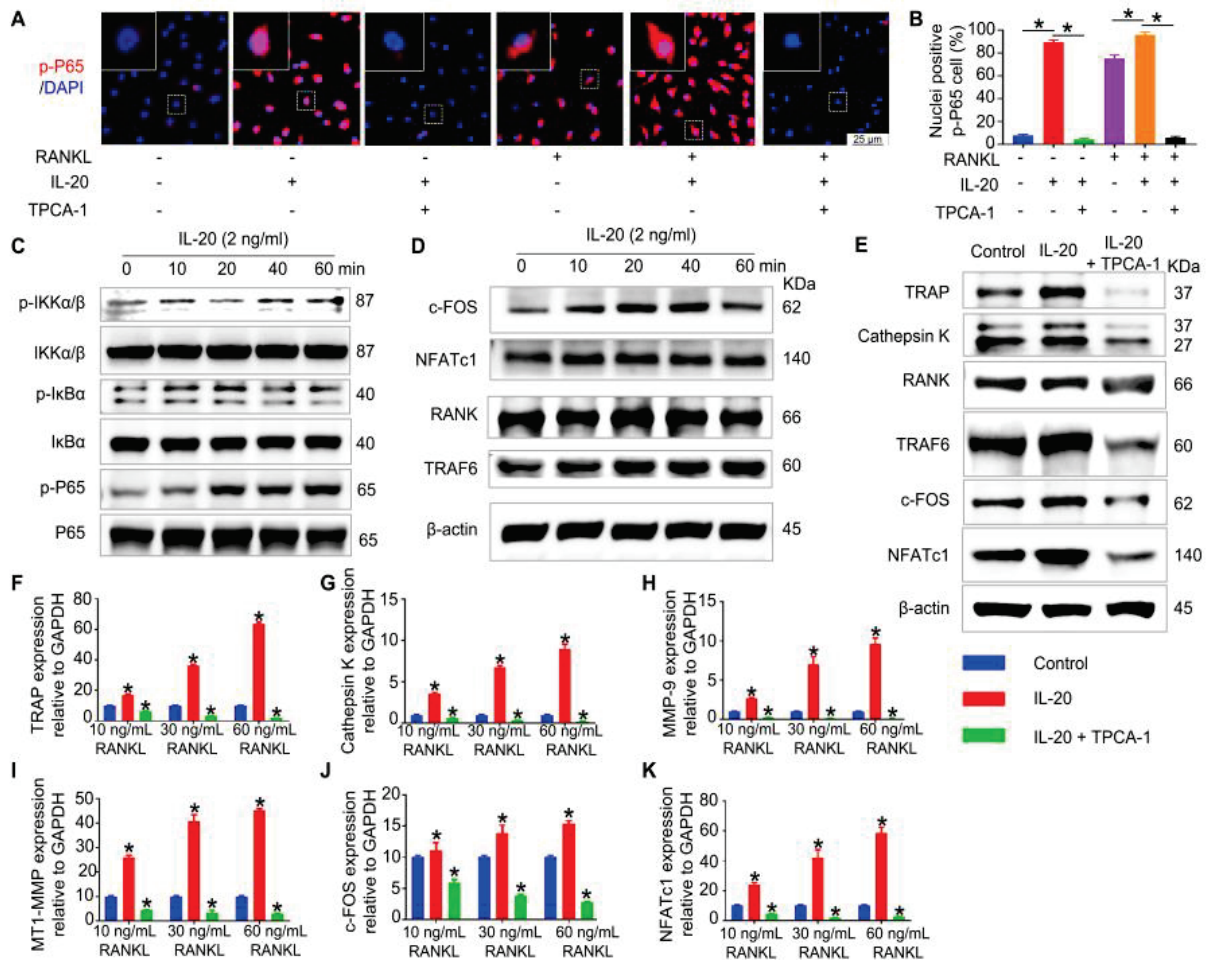 A
p-P65
/DAPI
25 µm
RANKL - - - + + +
IL-20 - + + - + +
TPCA-1 - - + - - +
B
Nuclei positive
p-P65 cell (%)
100
80
60
40
20
0
* * * *
RANKL - - - + + +
IL-20 - + + - + +
TPCA-1 - - + - - +
C
IL-20 (2 ng/ml)
0 10 20 40 60 min
p-IKKα/β 87
IKKα/β 87
p-IκBα 40
IκBα 40
p-P65 65
P65 65
D
IL-20 (2 ng/ml)
0 10 20 40 60 min
KDa
c-FOS 62
NFATc1 140
RANK 66
TRAF6 60
β-actin 45
E
Control IL-20 IL-20
+ TPCA-1 KDa
TRAP 37
Cathepsin K 37
27
RANK 66
TRAF6 60
c-FOS 62
NFATc1 140
β-actin 45
Control
IL-20
IL-20 + TPCA-1
F
TRAP expression
relative to GAPDH
80
60
40
20
0
* * * * * *
10 ng/mL 30 ng/mL 60 ng/mL
RANKL RANKL RANKL
G
Cathepsin K expression
relative to GAPDH
15
10
5
0
* * * * * *
10 ng/mL 30 ng/mL 60 ng/mL
RANKL RANKL RANKL
H
MMP-9 expression
relative to GAPDH
15
10
5
0
* * * * * *
10 ng/mL 30 ng/mL 60 ng/mL
RANKL RANKL RANKL
I
MT1-MMP expression
relative to GAPDH
50
40
30
20
10
0
* * * * * *
10 ng/mL 30 ng/mL 60 ng/mL
RANKL RANKL RANKL
J
c-FOS expression
relative to GAPDH
20
15
10
5
0
* * * * * *
10 ng/mL 30 ng/mL 60 ng/mL
RANKL RANKL RANKL
K
NFATc1 expression
relative to GAPDH
80
60
40
20
0
* * * * * *
10 ng/mL 30 ng/mL 60 ng/mL
RANKL RANKL RANKL